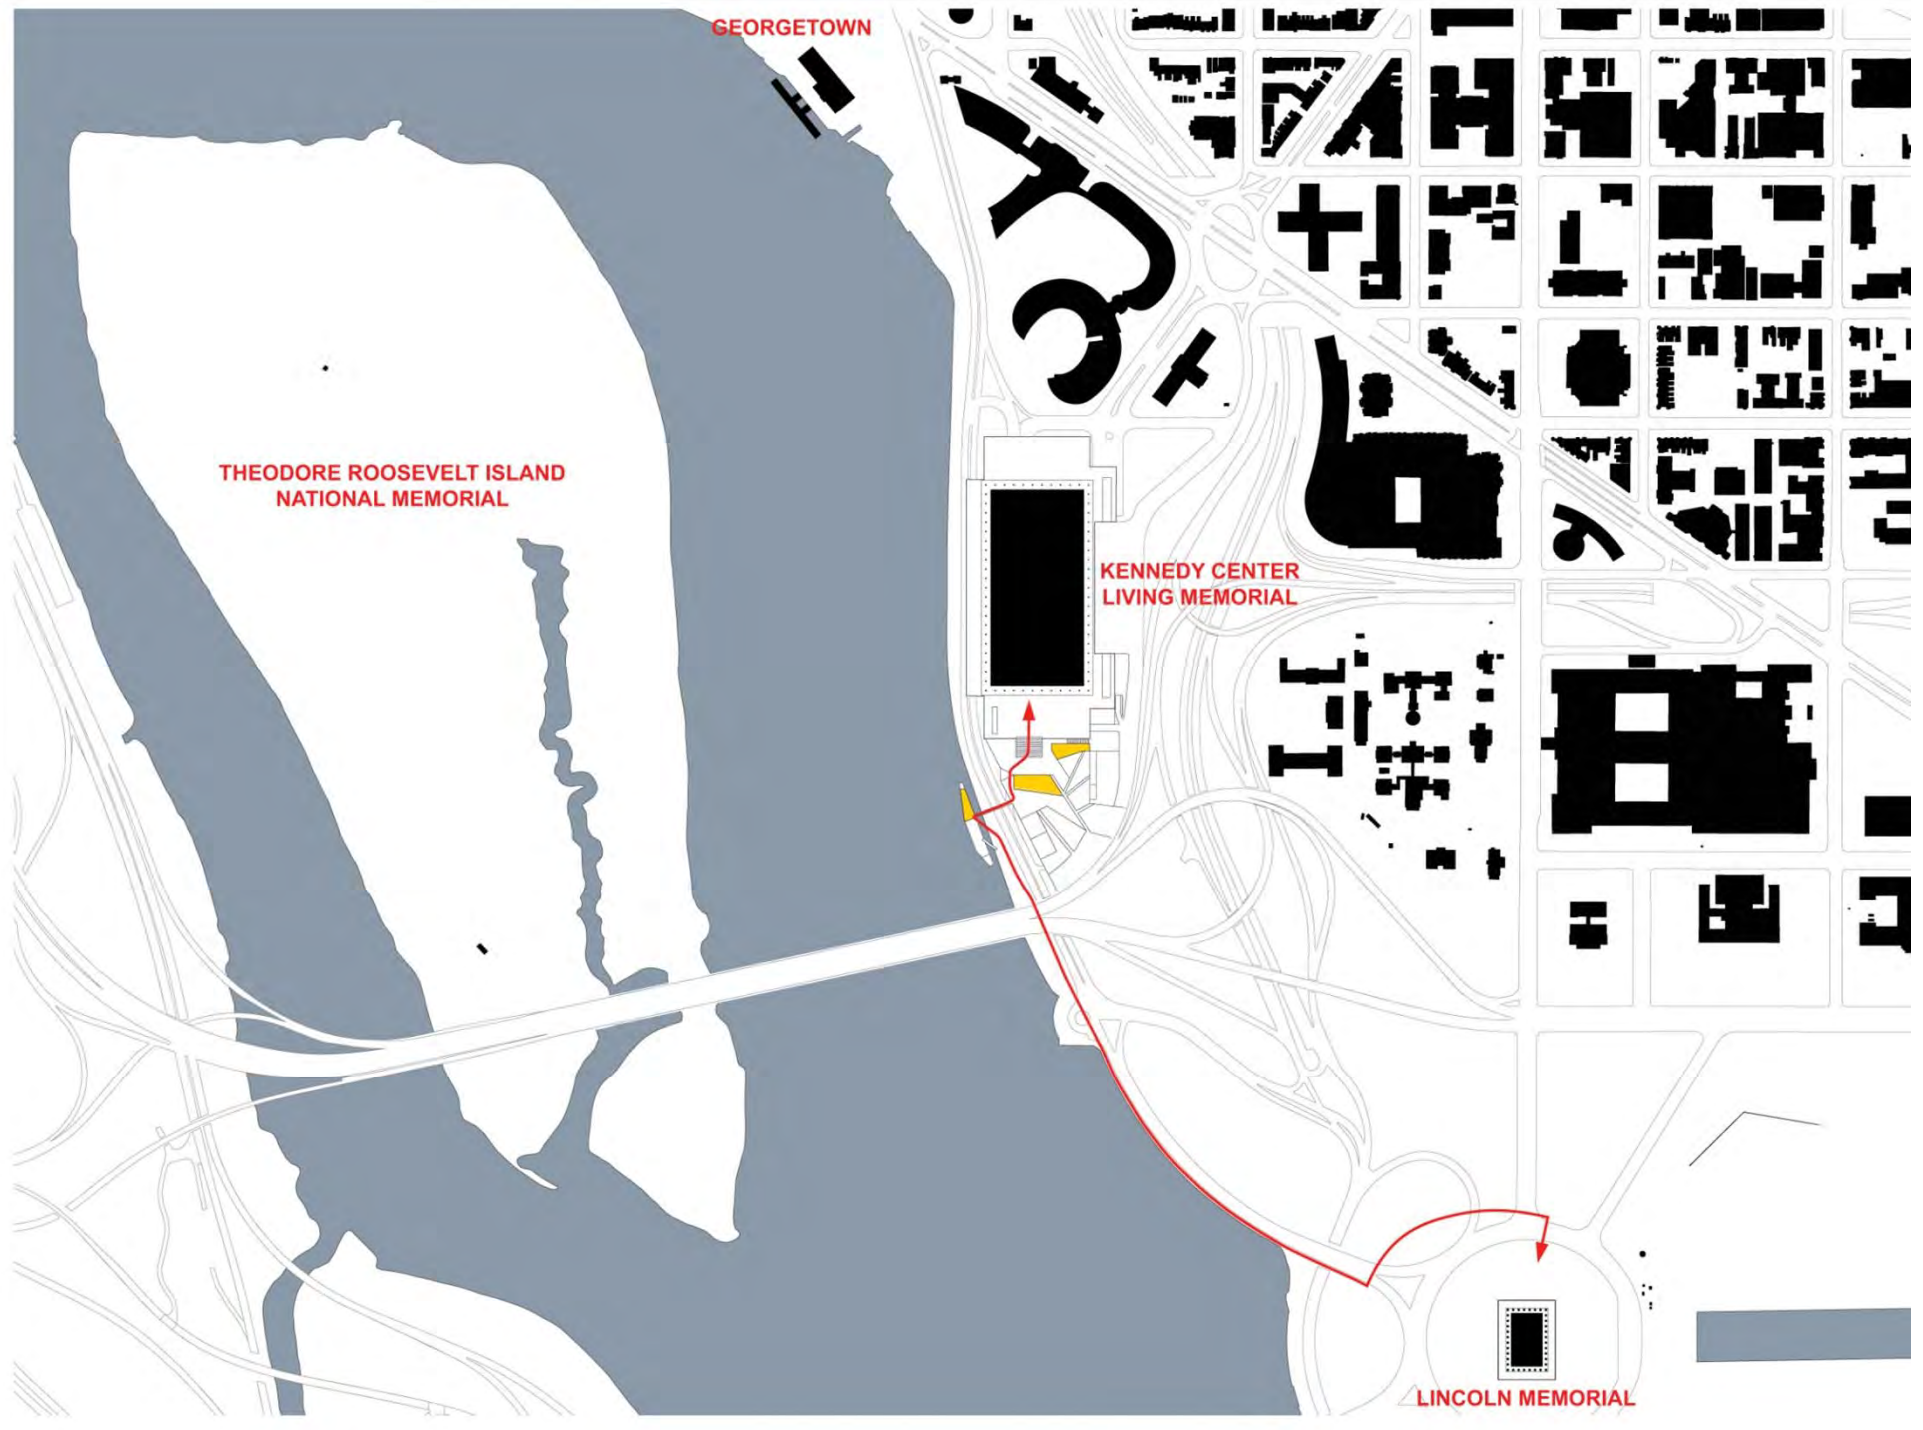 GEORGETOWN
THEODORE ROOSEVELT ISLAND
NATIONAL MEMORIAL
KENNEDY CENTER
LIVING MEMORIAL
LINCOLN MEMORIAL